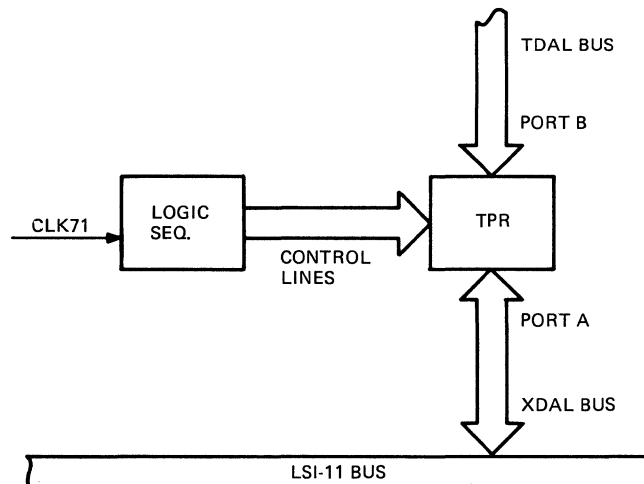 TDAL BUS
PORT B
CLK71
LOGIC
SEQ.
TPR
CONTROL
LINES
PORT A
XDAL BUS
LSI-11 BUS